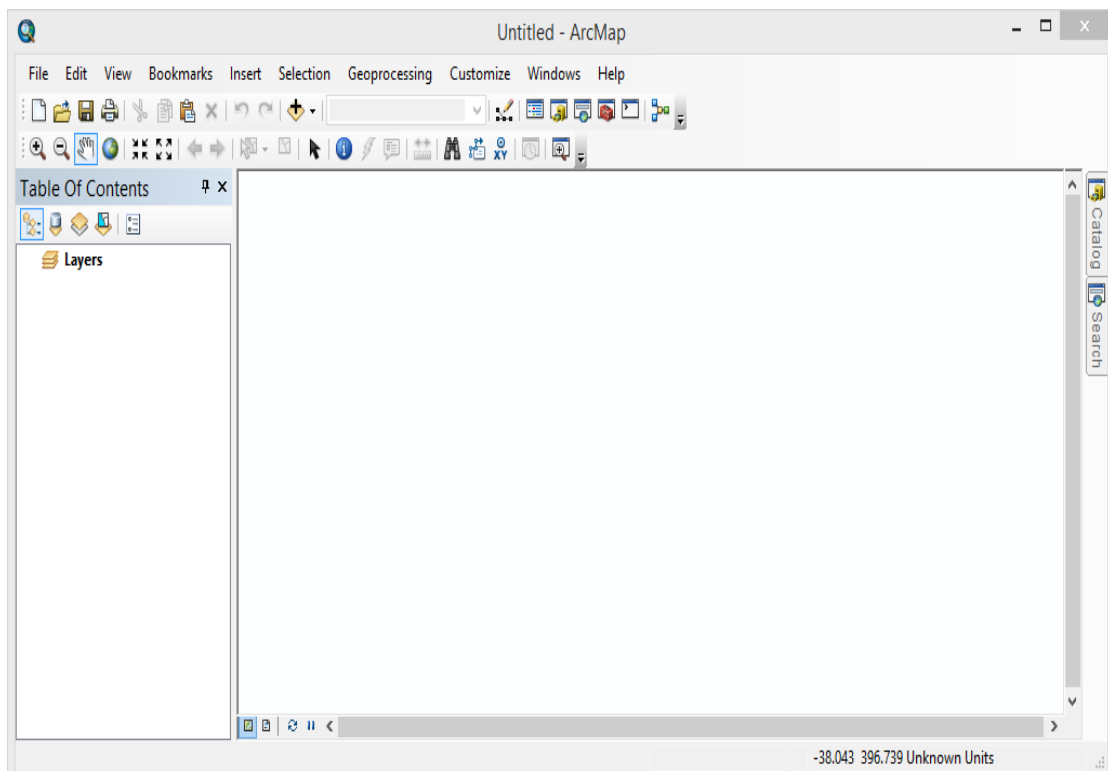 Untitled - ArcMap
File Edit View Bookmarks Insert Selection Geoprocessing Customize Windows Help
XY
Table Of Contents
Layers
Catalog
Search
-38.043 396.739 Unknown Units